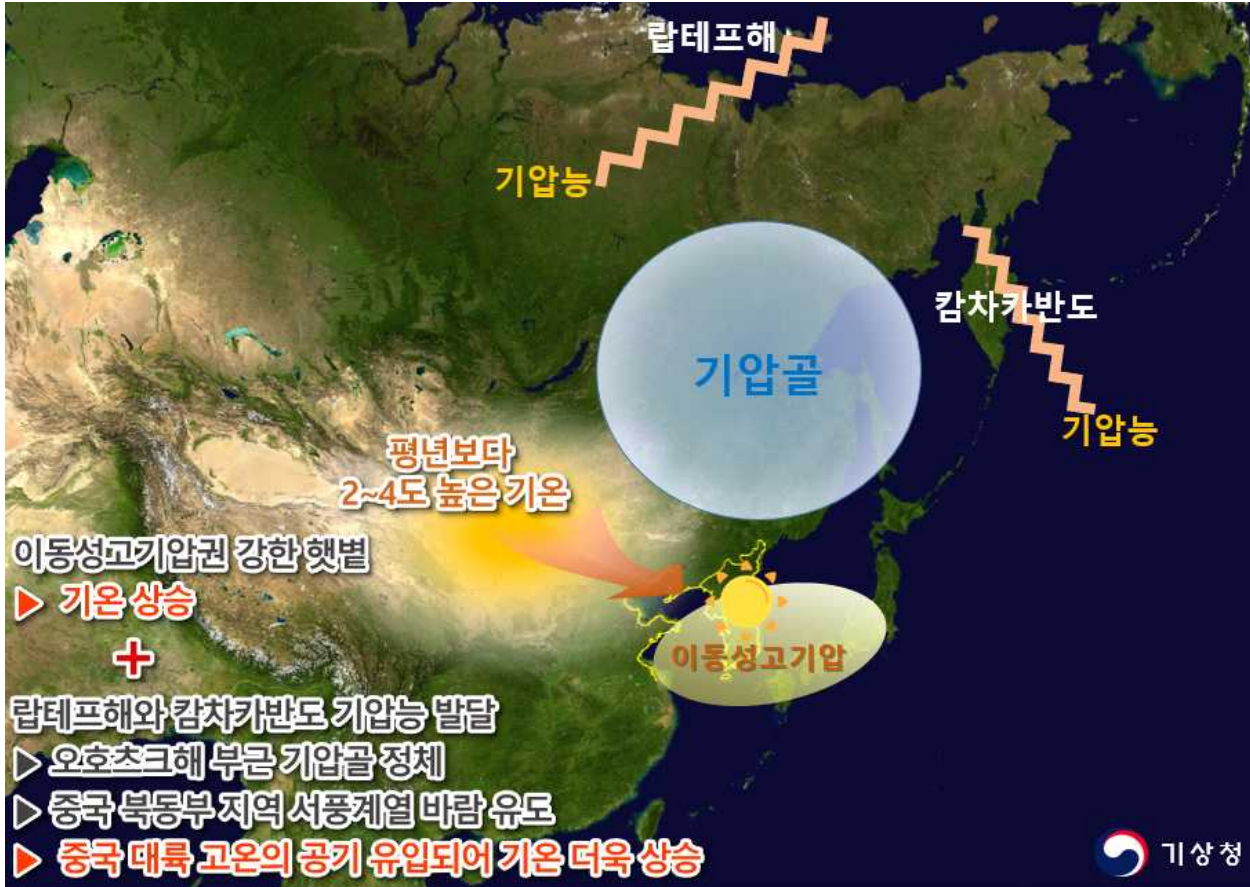 랍테프해
기압능
캄차카반도
기압골
기압능
평년보다
2~4도 높은 기온
이동성고기압권 강한 햇볕
▶ 기온 상승
+
이동성고기압
랍테프해와 캄차카반도 기압능 발달
▶ 오호츠크해 부근 기압골 정체
▶ 중국 북동부 지역 서풍계열 바람 유도
▶ 중국 대륙 고온의 공기 유입되어 기온 더욱 상승
기상청